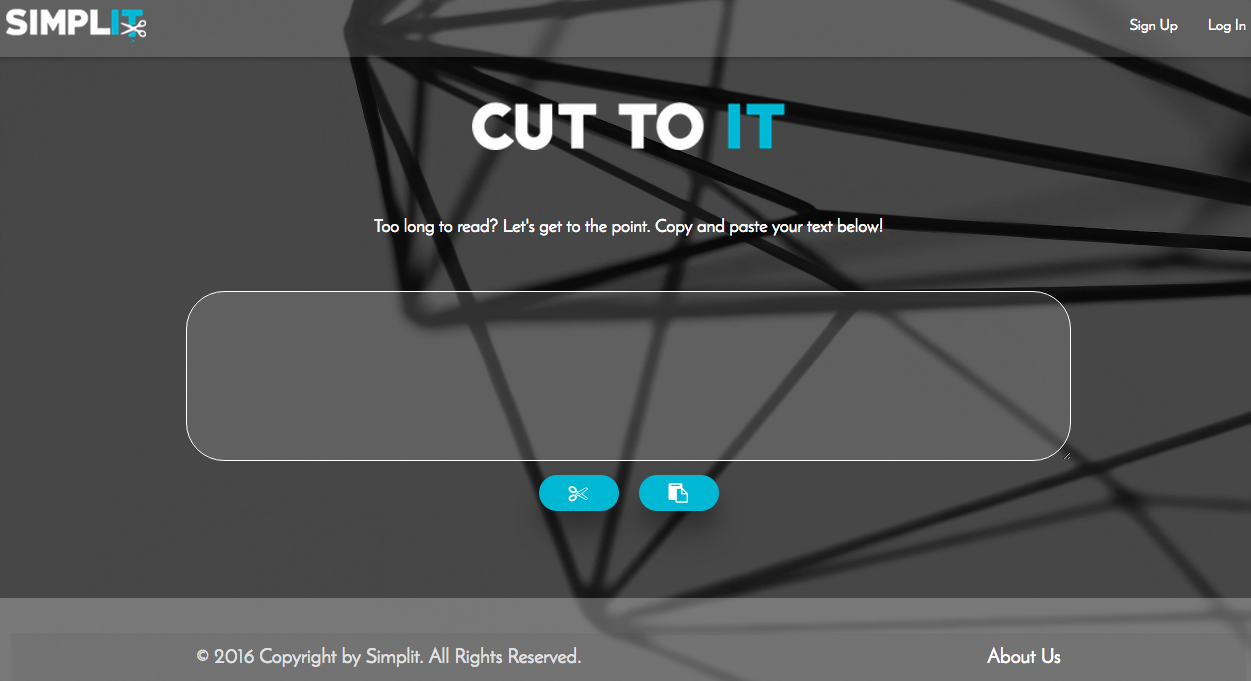 SIMPLIT
Sign Up
Log In
CUT TO IT
Too long to read? Let's get to the point. Copy and paste your text below!
© 2016 Copyright by Simplit. All Rights Reserved.
About Us